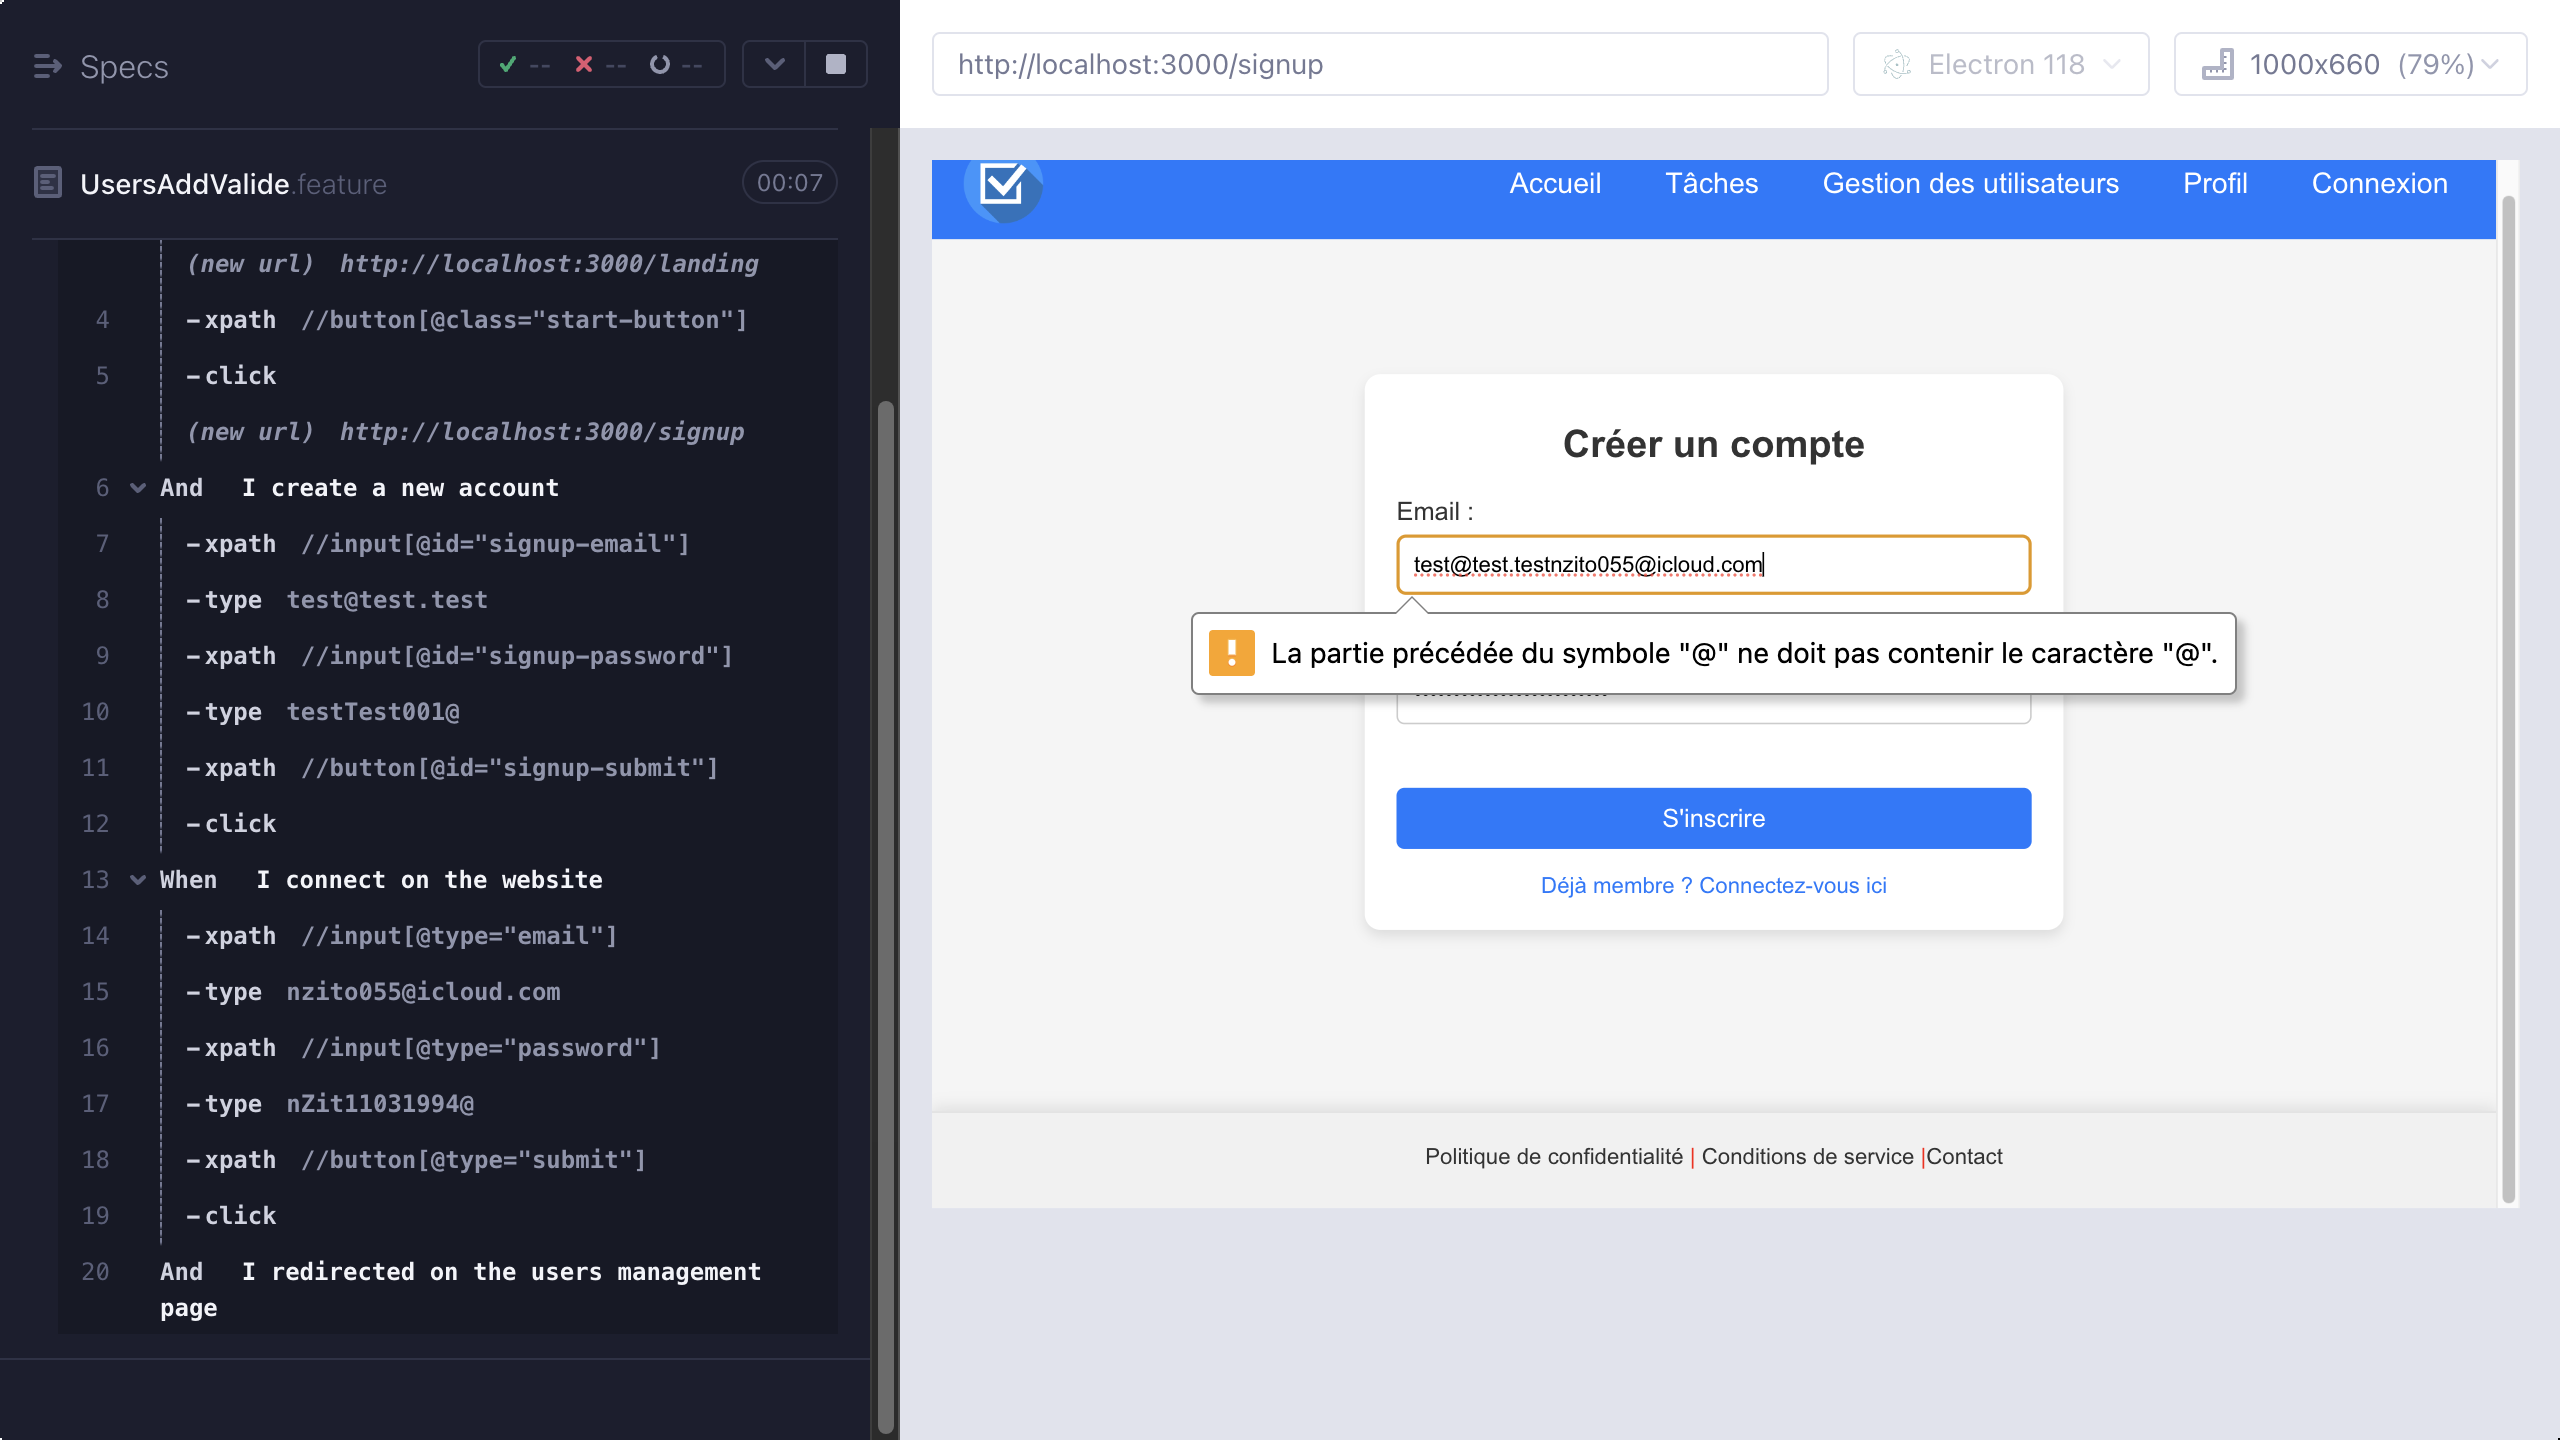 Specs
-- -- --
UsersAddValide.feature 00:07
(new url) http://localhost:3000/landing
4 -xpath //button[@class="start-button"]
5 -click
(new url) http://localhost:3000/signup
6 And I create a new account
7 -xpath //input[@id="signup-email"]
8 -type test@test.test
9 -xpath //input[@id="signup-password"]
10 -type testTest001@
11 -xpath //button[@id="signup-submit"]
12 -click
13 When I connect on the website
14 -xpath //input[@type="email"]
15 -type nzito055@icloud.com
16 -xpath //input[@type="password"]
17 -type nZit11031994@
18 -xpath //button[@type="submit"]
19 -click
20 And I redirected on the users management
page
http://localhost:3000/signup
Electron 118
1000x660 (79%)
Accueil Tâches Gestion des utilisateurs Profil Connexion
Créer un compte
Email :
test@test.testnzito055@icloud.com
La partie précédée du symbole "@" ne doit pas contenir le caractère "@".
S'inscrire
Déjà membre ? Connectez-vous ici
Politique de confidentialité | Conditions de service |Contact